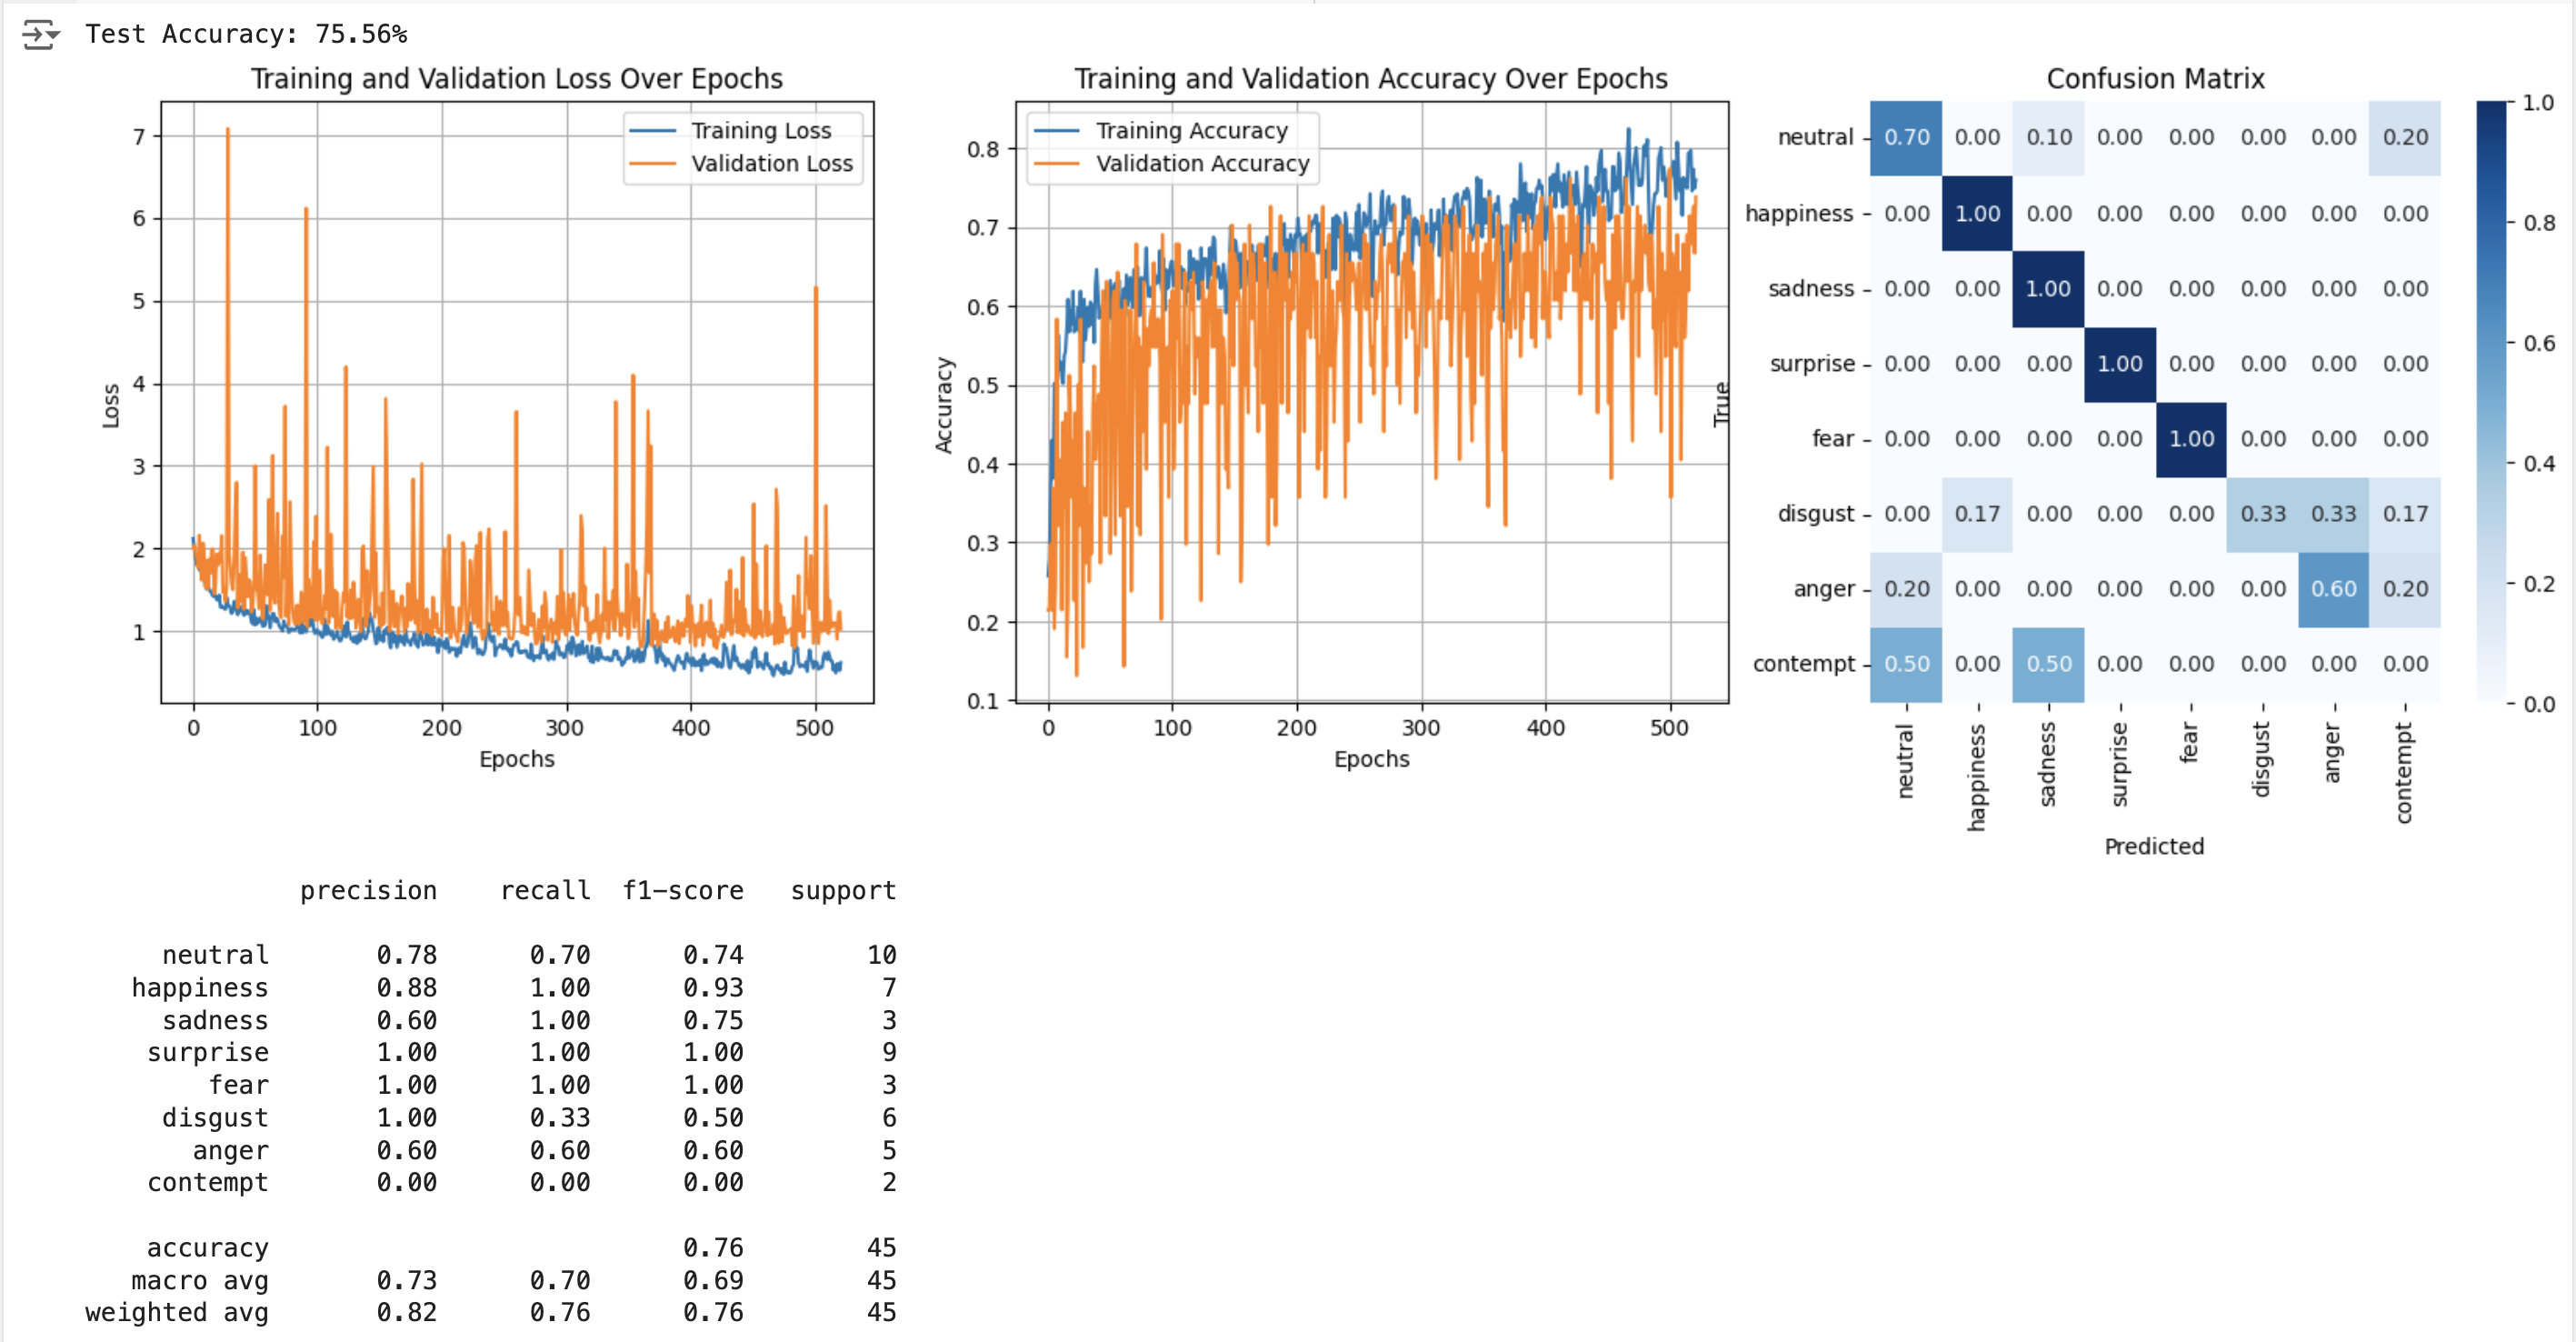 Test Accuracy: 75.56%
Training and Validation Loss Over Epochs
Training Loss
Validation Loss
7
6
5
4
3
2
1
Loss
0 100 200 300 400 500
Epochs
Training and Validation Accuracy Over Epochs
Training Accuracy
Validation Accuracy
0.8
0.7
0.6
0.5
0.4
0.3
0.2
0.1
Accuracy
0 100 200 300 400 500
Epochs
Confusion Matrix
True
neutral 0.70 0.00 0.10 0.00 0.00 0.00 0.00 0.20
happiness 0.00 1.00 0.00 0.00 0.00 0.00 0.00 0.00
sadness 0.00 0.00 1.00 0.00 0.00 0.00 0.00 0.00
surprise 0.00 0.00 0.00 1.00 0.00 0.00 0.00 0.00
fear 0.00 0.00 0.00 0.00 1.00 0.00 0.00 0.00
disgust 0.00 0.17 0.00 0.00 0.00 0.33 0.33 0.17
anger 0.20 0.00 0.00 0.00 0.00 0.00 0.60 0.20
contempt 0.50 0.00 0.50 0.00 0.00 0.00 0.00 0.00
neutral happiness sadness surprise fear disgust anger contempt
Predicted
1.0
0.8
0.6
0.4
0.2
0.0
precision recall f1-score support
neutral 0.78 0.70 0.74 10
happiness 0.88 1.00 0.93 7
sadness 0.60 1.00 0.75 3
surprise 1.00 1.00 1.00 9
fear 1.00 1.00 1.00 3
disgust 1.00 0.33 0.50 6
anger 0.60 0.60 0.60 5
contempt 0.00 0.00 0.00 2
accuracy 0.76 45
macro avg 0.73 0.70 0.69 45
weighted avg 0.82 0.76 0.76 45